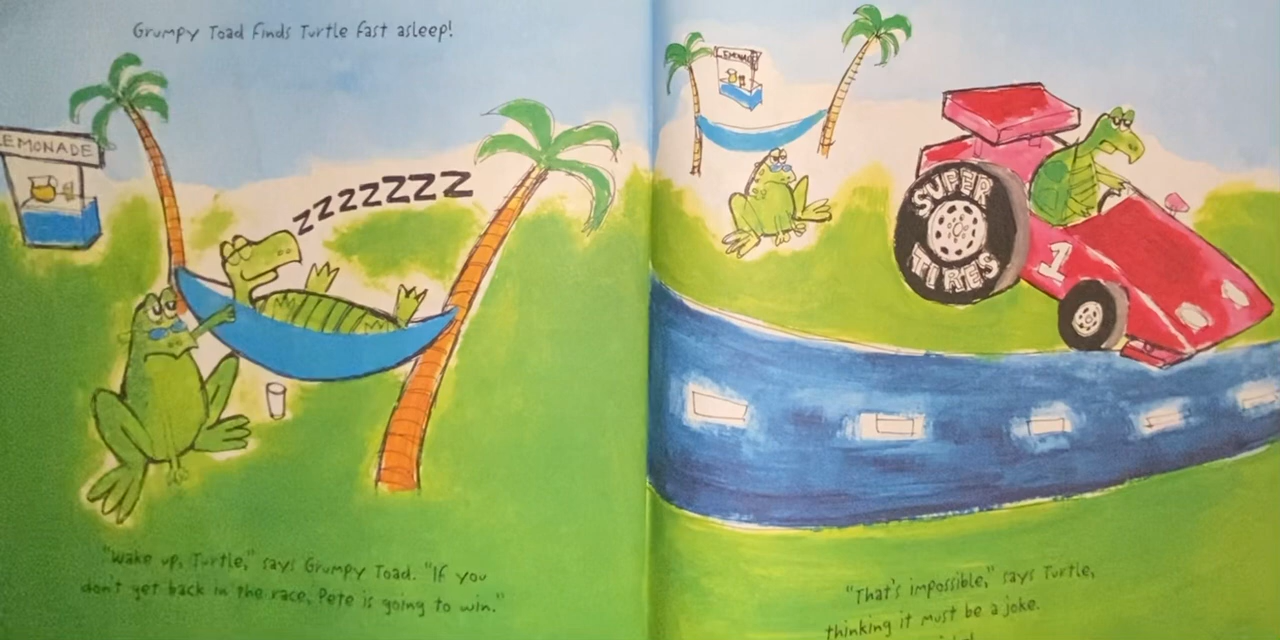 Grumpy Toad finds Turtle fast asleep!
LEMONADE
ZZZZZZZZ
"Wake up, Turtle," says Grumpy Toad. "If you
don't get back in the race, Pete is going to win."
LEMONADE
SUPER
TIRES
1
"That's impossible," says Turtle,
thinking it must be a joke.